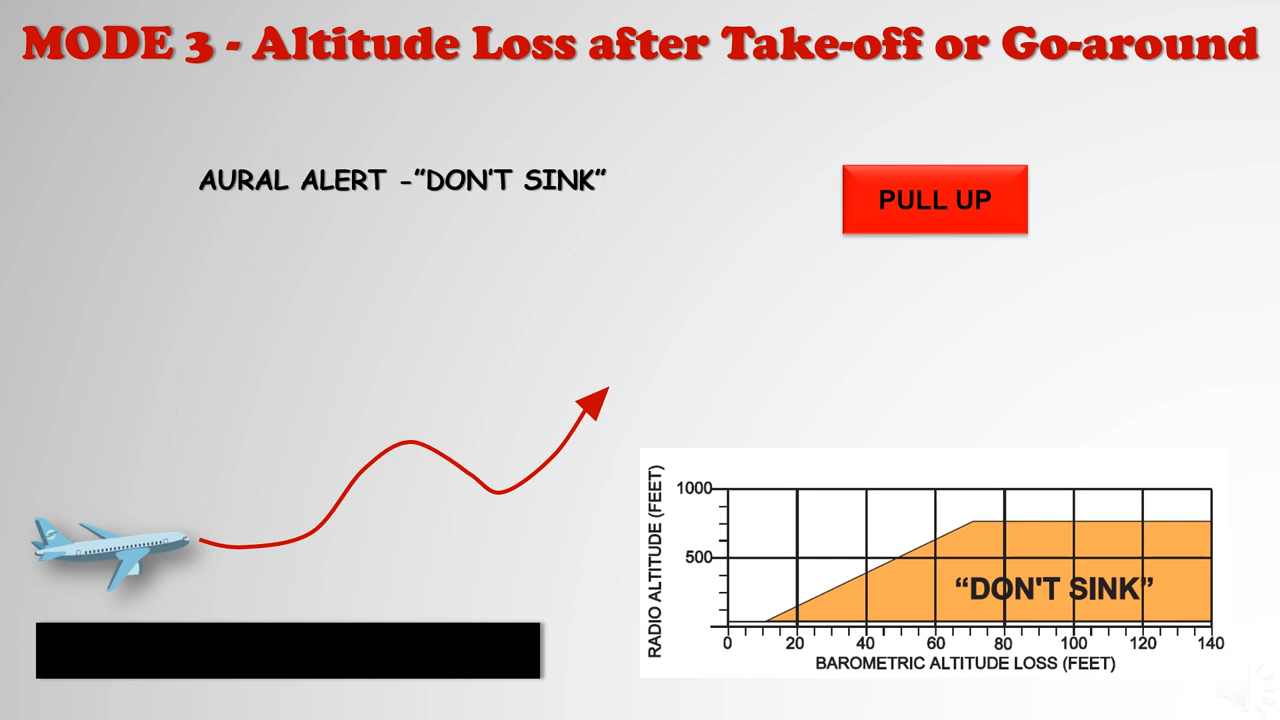 MODE 3 - Altitude Loss after Take-off or Go-around
AURAL ALERT -”DON’T SINK”
PULL UP
RADIO ALTITUDE (FEET)
1000
500
“DON'T SINK”
0 20 40 60 80 100 120 140
BAROMETRIC ALTITUDE LOSS (FEET)